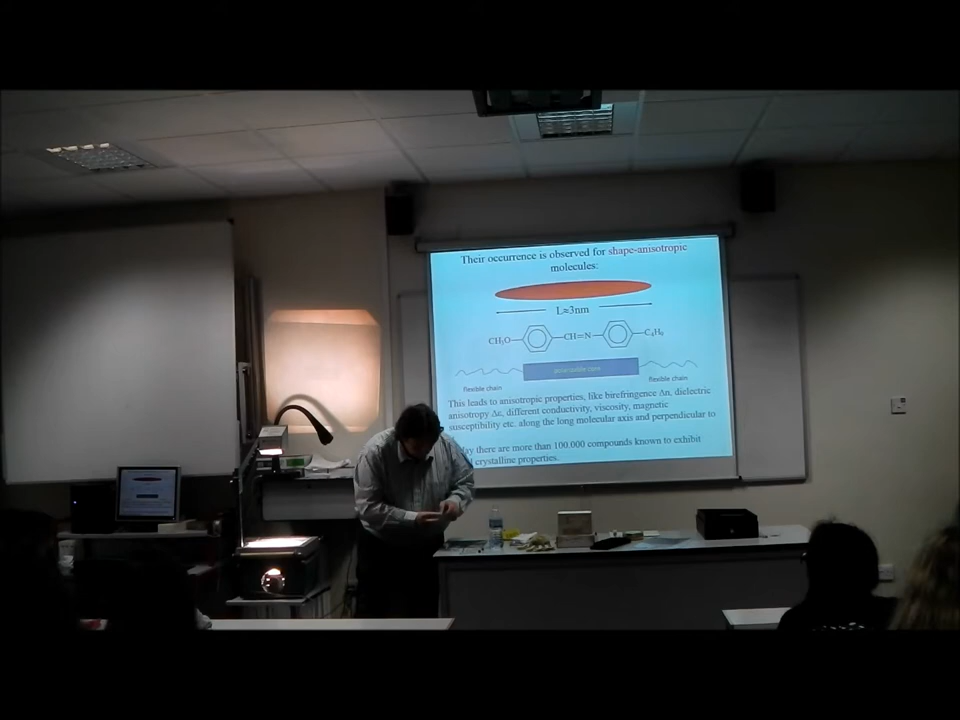 Their occurrence is observed for shape-anisotropic
molecules:
L≈3nm
CH₃O CH=N C₄H₉
polarizable core
flexible chain flexible chain
This leads to anisotropic properties, like birefringence Δn, dielectric
anisotropy Δε, different conductivity, viscosity, magnetic
susceptibility etc. along the long molecular axis and perpendicular to
there are more than 100.000 compounds known to exhibit
crystalline properties.